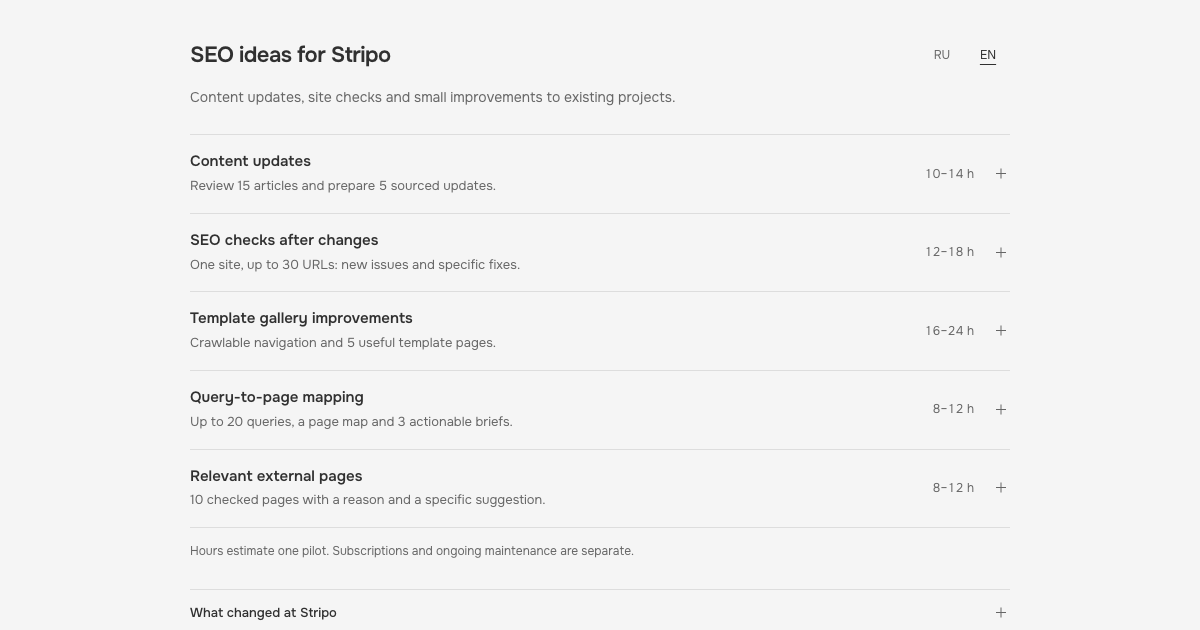 SEO ideas for Stripo
RU
EN
Content updates, site checks and small improvements to existing projects.
Content updates
Review 15 articles and prepare 5 sourced updates.
10–14 h
+
SEO checks after changes
One site, up to 30 URLs: new issues and specific fixes.
12–18 h
+
Template gallery improvements
Crawlable navigation and 5 useful template pages.
16–24 h
+
Query-to-page mapping
Up to 20 queries, a page map and 3 actionable briefs.
8–12 h
+
Relevant external pages
10 checked pages with a reason and a specific suggestion.
8–12 h
+
Hours estimate one pilot. Subscriptions and ongoing maintenance are separate.
What changed at Stripo
+